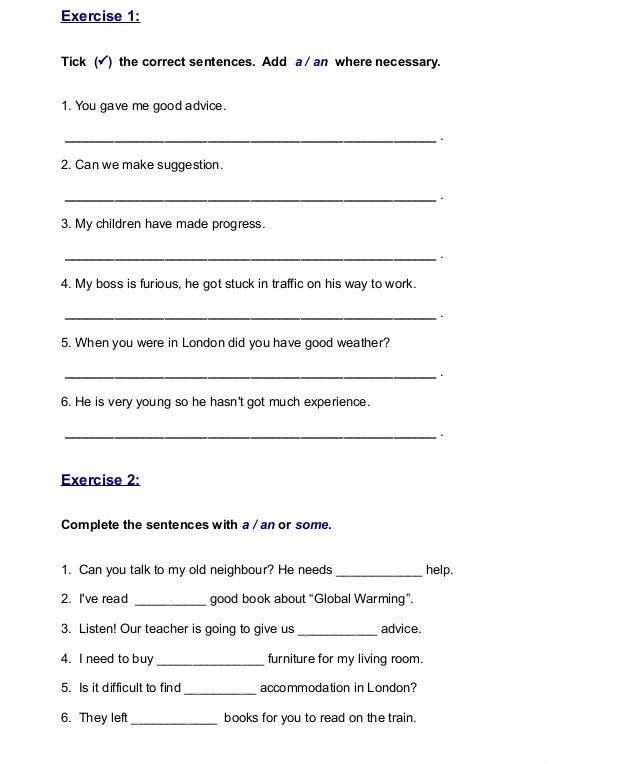 Exercise 1:
Tick (✓) the correct sentences. Add a / an where necessary.
1. You gave me good advice.
_______________________________________________________ .
2. Can we make suggestion.
_______________________________________________________ .
3. My children have made progress.
_______________________________________________________ .
4. My boss is furious, he got stuck in traffic on his way to work.
_______________________________________________________ .
5. When you were in London did you have good weather?
_______________________________________________________ .
6. He is very young so he hasn't got much experience.
_______________________________________________________ .
Exercise 2:
Complete the sentences with a / an or some.
1. Can you talk to my old neighbour? He needs ____________ help.
2. I've read __________ good book about “Global Warming”.
3. Listen! Our teacher is going to give us ___________ advice.
4. I need to buy _______________ furniture for my living room.
5. Is it difficult to find __________ accommodation in London?
6. They left ____________ books for you to read on the train.